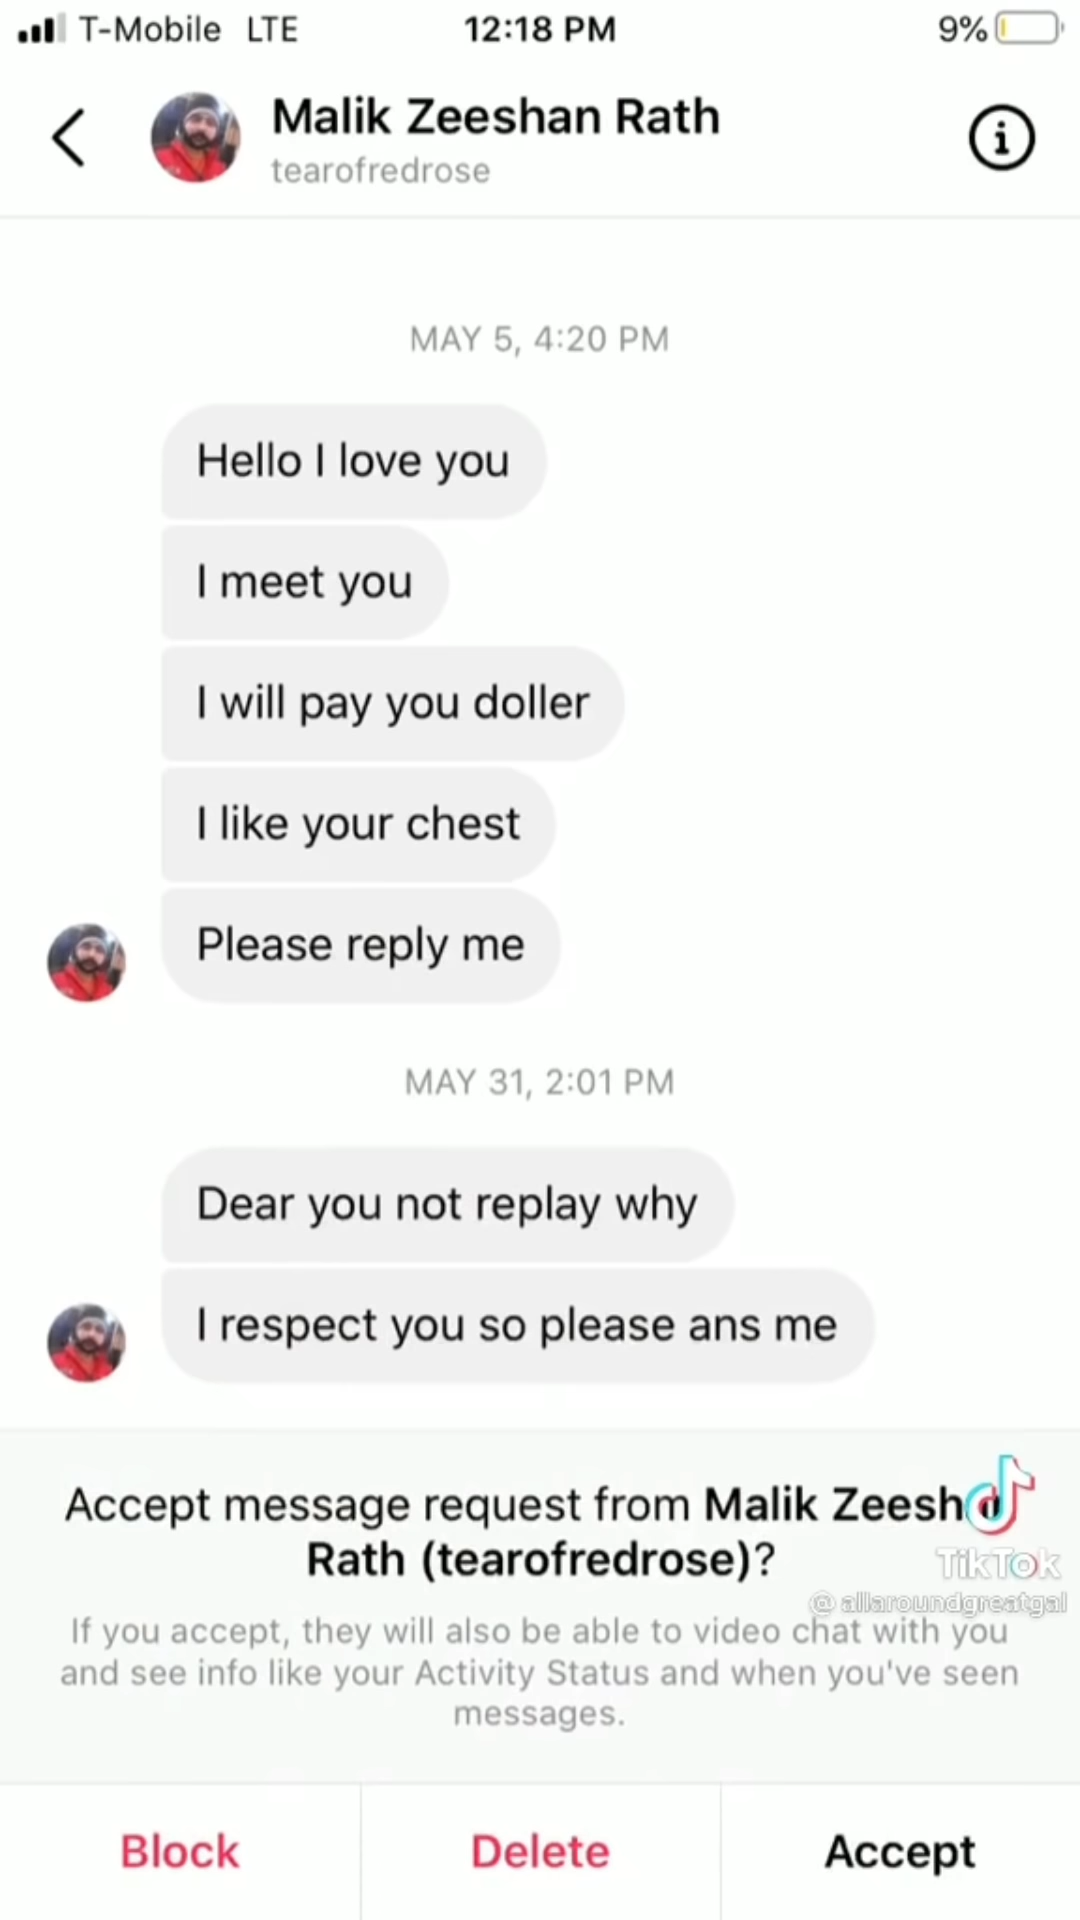 T-Mobile LTE 12:18 PM 9%
Malik Zeeshan Rath
tearofredrose
MAY 5, 4:20 PM
Hello I love you
I meet you
I will pay you doller
I like your chest
Please reply me
MAY 31, 2:01 PM
Dear you not replay why
I respect you so please ans me
Accept message request from Malik Zeesh
Rath (tearofredrose)?
TikTok
@allaroundgreatgal
If you accept, they will also be able to video chat with you
and see info like your Activity Status and when you've seen
messages.
Block Delete Accept